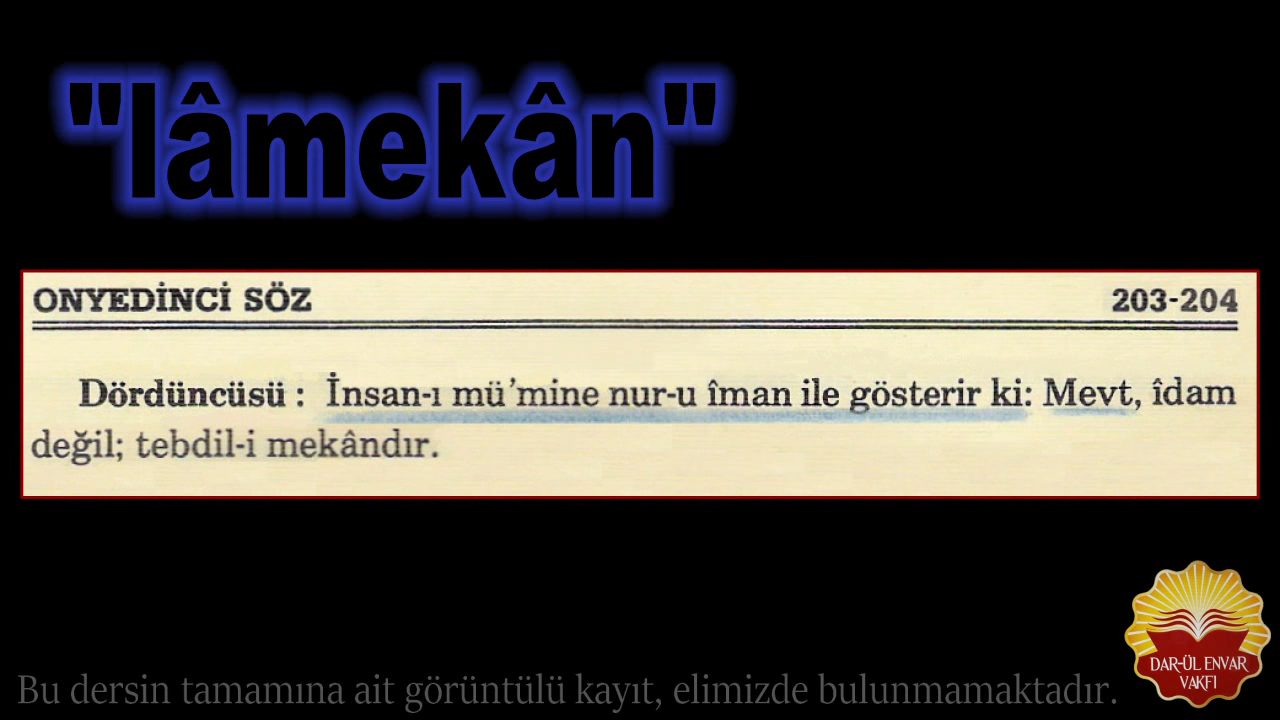 "lâmekân"
ONYEDİNCİ SÖZ 203-204
Dördüncüsü : İnsan-ı mü'mine nur-u îman ile gösterir ki: Mevt, îdam
değil; tebdil-i mekândır.
DAR-ÜL ENVAR
VAKFI
Bu dersin tamamına ait görüntülü kayıt, elimizde bulunmamaktadır.